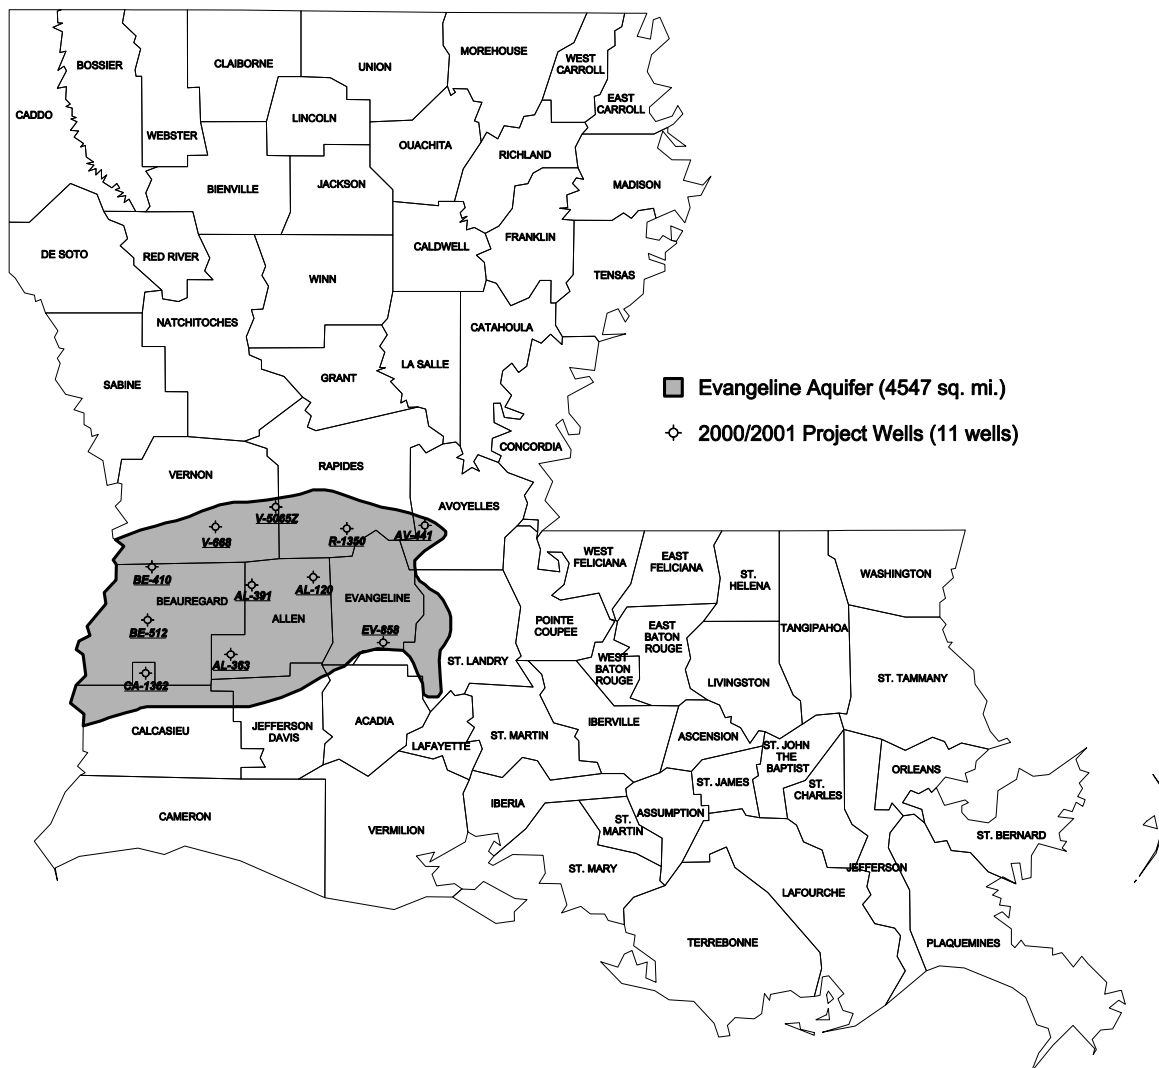 MOREHOUSE
WEST
CARROLL
CLAIBORNE
BOSSIER
UNION
EAST
CARROLL
CADDO
LINCOLN
WEBSTER
OUACHITA
RICHLAND
JACKSON
MADISON
BIENVILLE
FRANKLIN
CALDWELL
DE SOTO
RED RIVER
TENSAS
WINN
NATCHITOCHES
CATAHOULA
LA SALLE
GRANT
SABINE
Evangeline Aquifer (4547 sq. mi.)
2000/2001 Project Wells (11 wells)
CONCORDIA
RAPIDES
VERNON
AVOYELLES
V-5065Z
V-668
R-1350
AV-441
WEST
FELICIANA
EAST
FELICIANA
ST.
HELENA
WASHINGTON
BE-410
AL-391
AL-120
BEAUREGARD
EVANGELINE
ALLEN
BE-512
EV-858
POINTE
COUPEE
EAST
BATON
ROUGE
TANGIPAHOA
AL-363
ST. LANDRY
WEST
BATON
ROUGE
LIVINGSTON
ST. TAMMANY
CA-1362
CALCASIEU
JEFFERSON
DAVIS
ACADIA
IBERVILLE
LAFAYETTE
ST. MARTIN
ASCENSION
ST. JOHN
THE
BAPTIST
ORLEANS
ST. JAMES
ST.
CHARLES
IBERIA
CAMERON
VERMILION
ST.
MARTIN
ASSUMPTION
ST. BERNARD
ST. MARY
JEFFERSON
LAFOURCHE
TERREBONNE
PLAQUEMINES